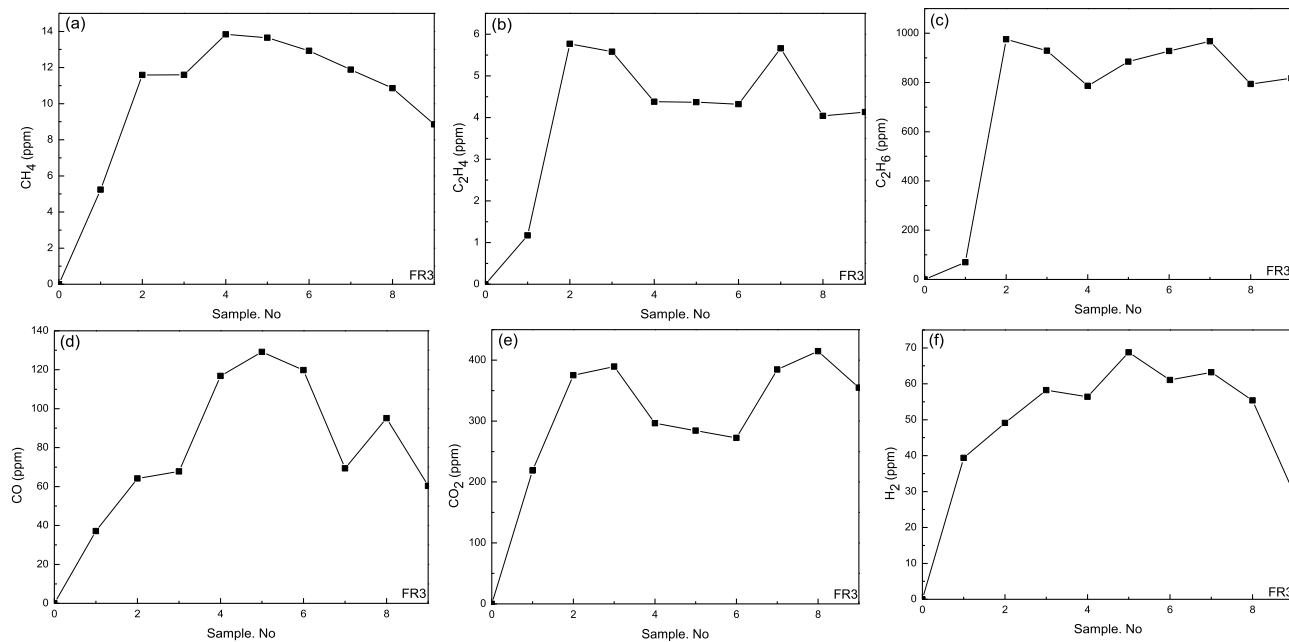 (a)
14
12
10
8
6
4
2
0
CH₄ (ppm)
0 2 4 6 8
Sample. No
FR3
(b)
7
6
5
4
3
2
1
0
C₂H₄ (ppm)
0 2 4 6 8
Sample. No
FR3
(c)
1000
800
600
400
200
0
C₂H₆ (ppm)
0 2 4 6 8
Sample. No
FR3
(d)
140
120
100
80
60
40
20
0
CO (ppm)
0 2 4 6 8
Sample. No
FR3
(e)
400
300
200
100
0
CO₂ (ppm)
0 2 4 6 8
Sample. No
FR3
(f)
70
60
50
40
30
20
10
0
H₂ (ppm)
0 2 4 6 8
Sample. No
FR3